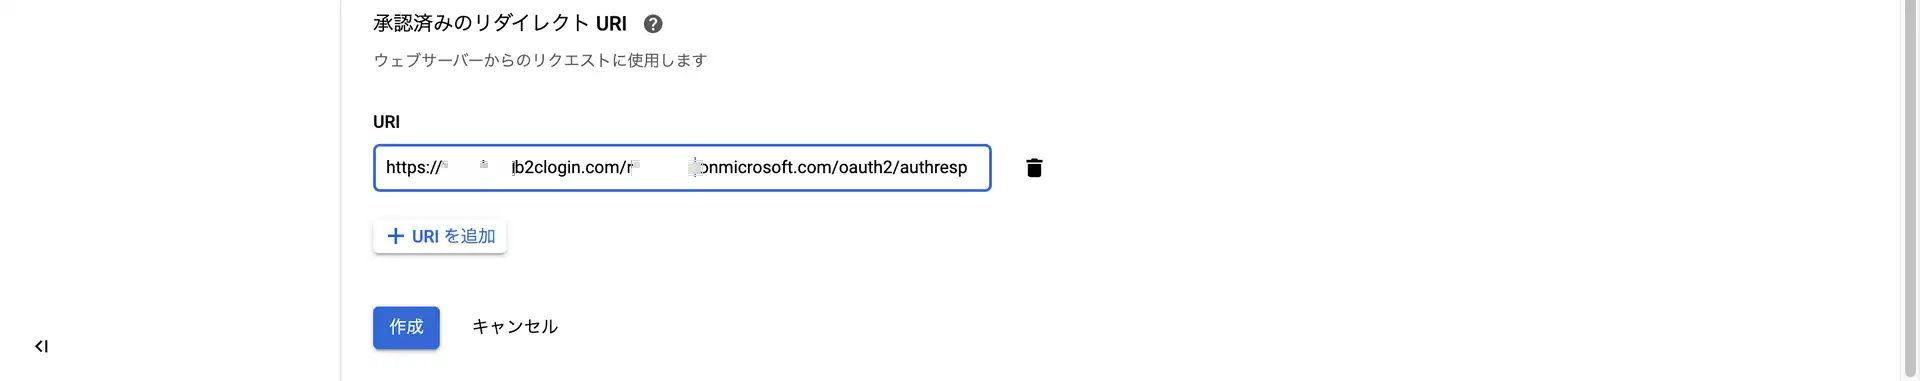 承認済みのリダイレクト URI
ウェブサーバーからのリクエストに使用します
URI
https:// b2clogin.com/ onmicrosoft.com/oauth2/authresp
+ URI を追加
作成 キャンセル